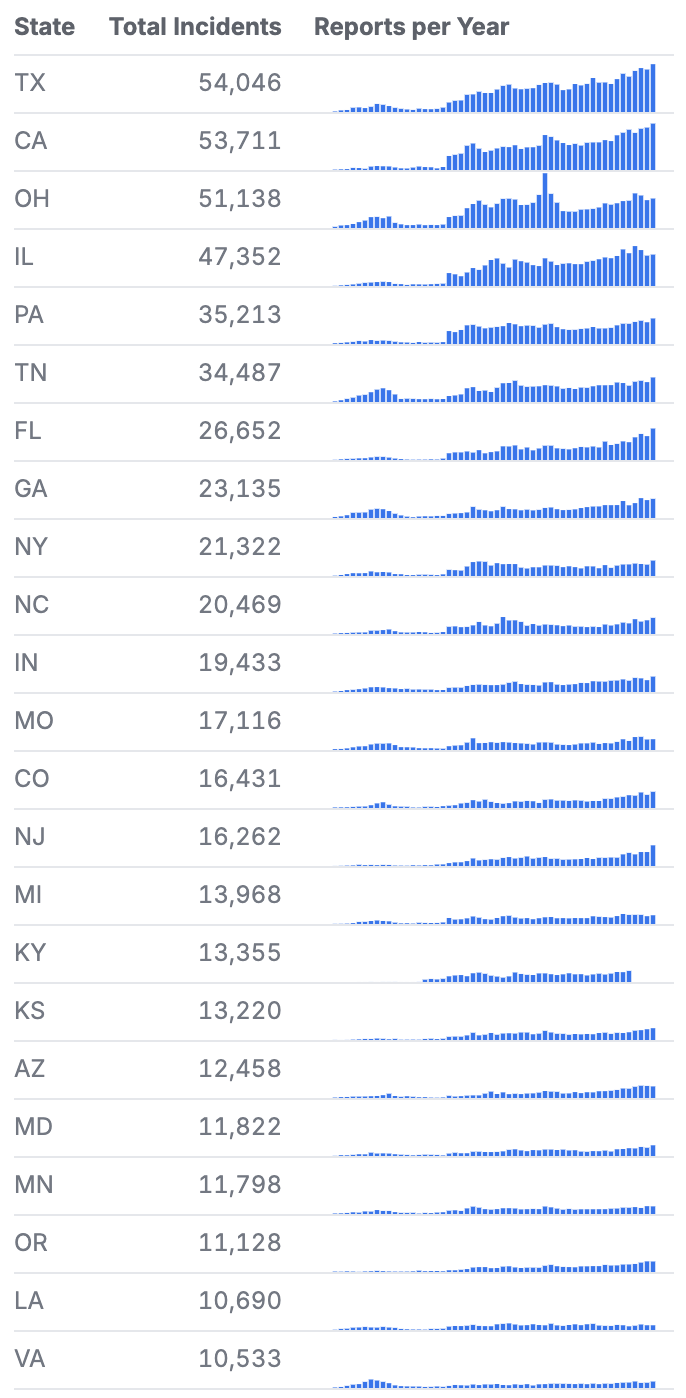 State Total Incidents Reports per Year
TX 54,046
CA 53,711
OH 51,138
IL 47,352
PA 35,213
TN 34,487
FL 26,652
GA 23,135
NY 21,322
NC 20,469
IN 19,433
MO 17,116
CO 16,431
NJ 16,262
MI 13,968
KY 13,355
KS 13,220
AZ 12,458
MD 11,822
MN 11,798
OR 11,128
LA 10,690
VA 10,533